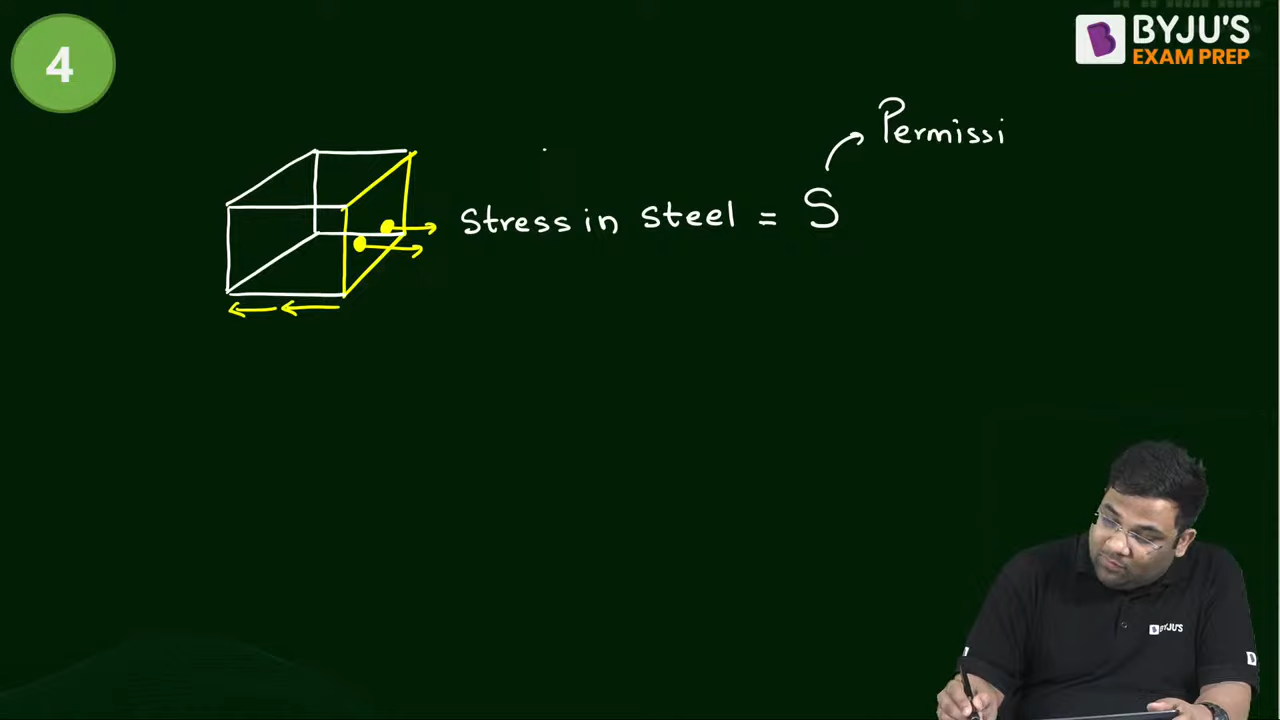 4
BYJU'S
EXAM PREP
Permissi
Stress in Steel = S
BYJU'S